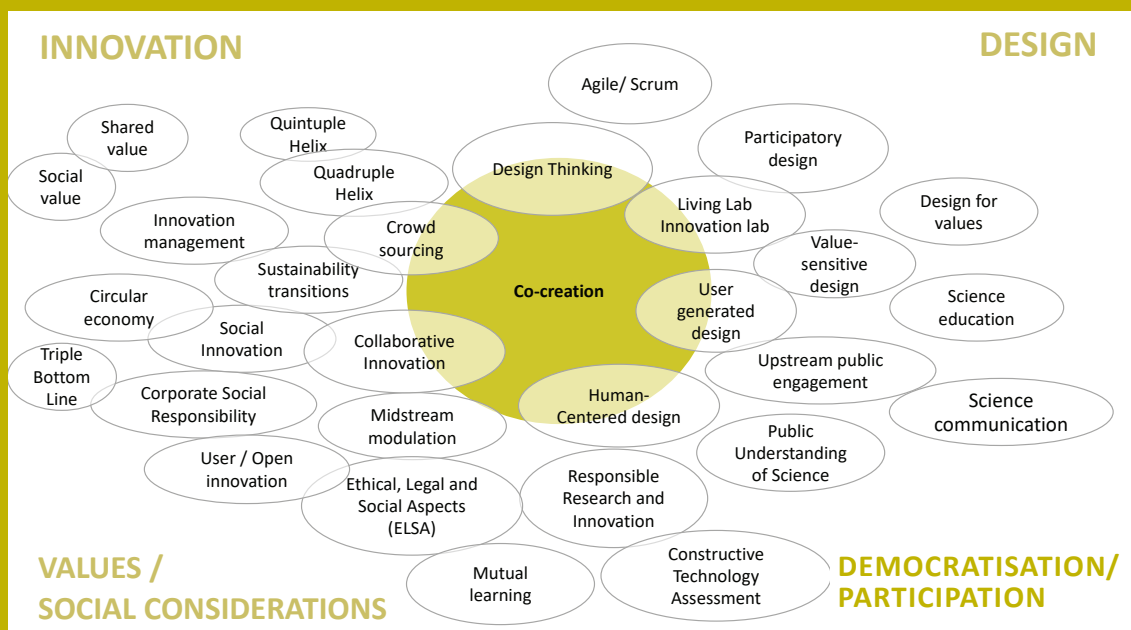 INNOVATION
DESIGN
Agile/ Scrum
Shared
value
Quintuple
Helix
Participatory
design
Design Thinking
Social
value
Quadruple
Helix
Living Lab
Innovation lab
Design for
values
Innovation
management
Crowd
sourcing
Value-
sensitive
design
Sustainability
transitions
Co-creation
User
generated
design
Circular
economy
Science
education
Social
Innovation
Collaborative
Innovation
Triple
Bottom
Line
Upstream public
engagement
Corporate Social
Responsibility
Human-
Centered design
Science
communication
Midstream
modulation
Public
Understanding
of Science
User / Open
innovation
Ethical, Legal and
Social Aspects
(ELSA)
Responsible
Research and
Innovation
Mutual
learning
Constructive
Technology
Assessment
VALUES /
SOCIAL CONSIDERATIONS
DEMOCRATISATION/
PARTICIPATION